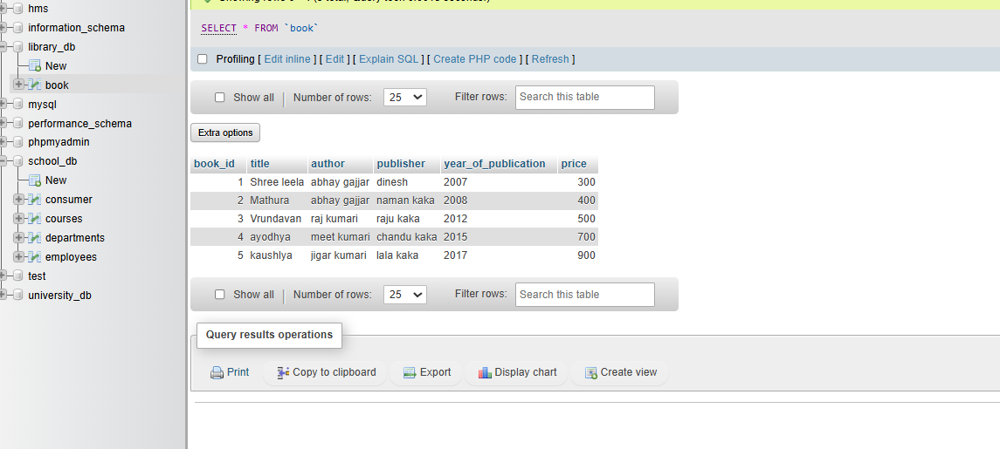 hms
information_schema
library_db
New
book
mysql
performance_schema
phpmyadmin
school_db
New
consumer
courses
departments
employees
test
university_db
SELECT * FROM `book`
Profiling [ Edit inline ] [ Edit ] [ Explain SQL ] [ Create PHP code ] [ Refresh ]
Show all Number of rows: 25 Filter rows: Search this table
Extra options
book_id title author publisher year_of_publication price
1 Shree leela abhay gajjar dinesh 2007 300
2 Mathura abhay gajjar naman kaka 2008 400
3 Vrundavan raj kumari raju kaka 2012 500
4 ayodhya meet kumari chandu kaka 2015 700
5 kaushlya jigar kumari lala kaka 2017 900
Show all Number of rows: 25 Filter rows: Search this table
Query results operations
Print Copy to clipboard Export Display chart Create view